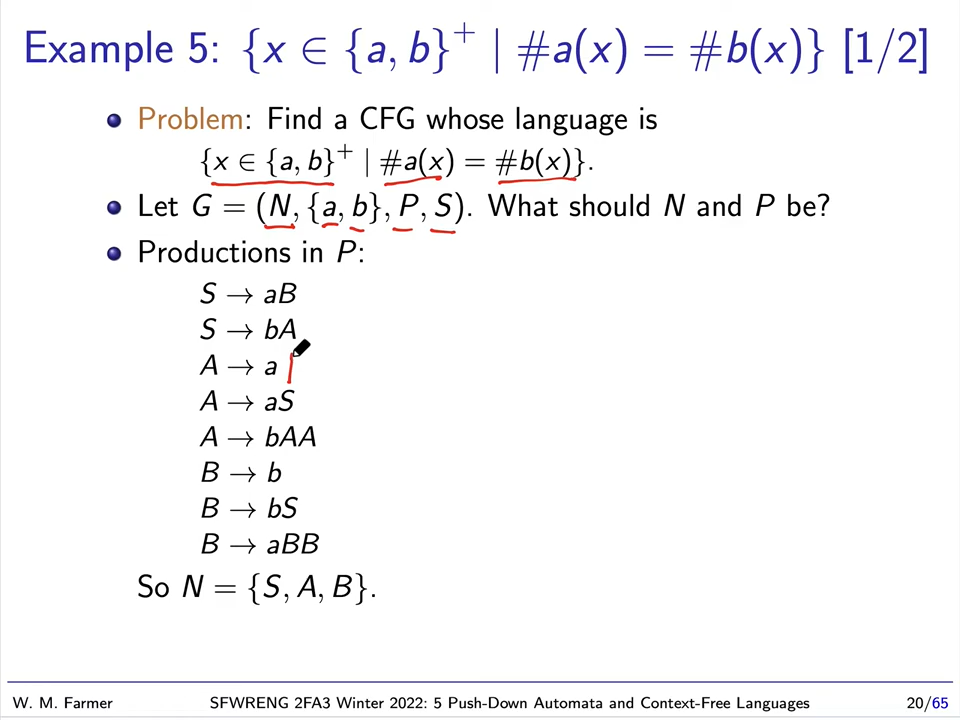 Example 5: {x ∈ {a, b}⁺ | #a(x) = #b(x)} [1/2]
Problem: Find a CFG whose language is
{x ∈ {a, b}⁺ | #a(x) = #b(x)}.
Let G = (N, {a, b}, P, S). What should N and P be?
Productions in P:
S → aB
S → bA
A → a
A → aS
A → bAA
B → b
B → bS
B → aBB
So N = {S, A, B}.
W. M. Farmer SFWRENG 2FA3 Winter 2022: 5 Push-Down Automata and Context-Free Languages 20/65